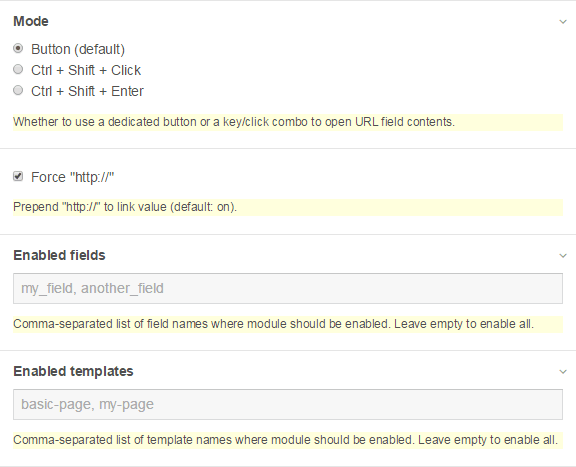 Mode
Button (default)
Ctrl + Shift + Click
Ctrl + Shift + Enter
Whether to use a dedicated button or a key/click combo to open URL field contents.
Force "http://"
Prepend "http://" to link value (default: on).
Enabled fields
my_field, another_field
Comma-separated list of field names where module should be enabled. Leave empty to enable all.
Enabled templates
basic-page, my-page
Comma-separated list of template names where module should be enabled. Leave empty to enable all.